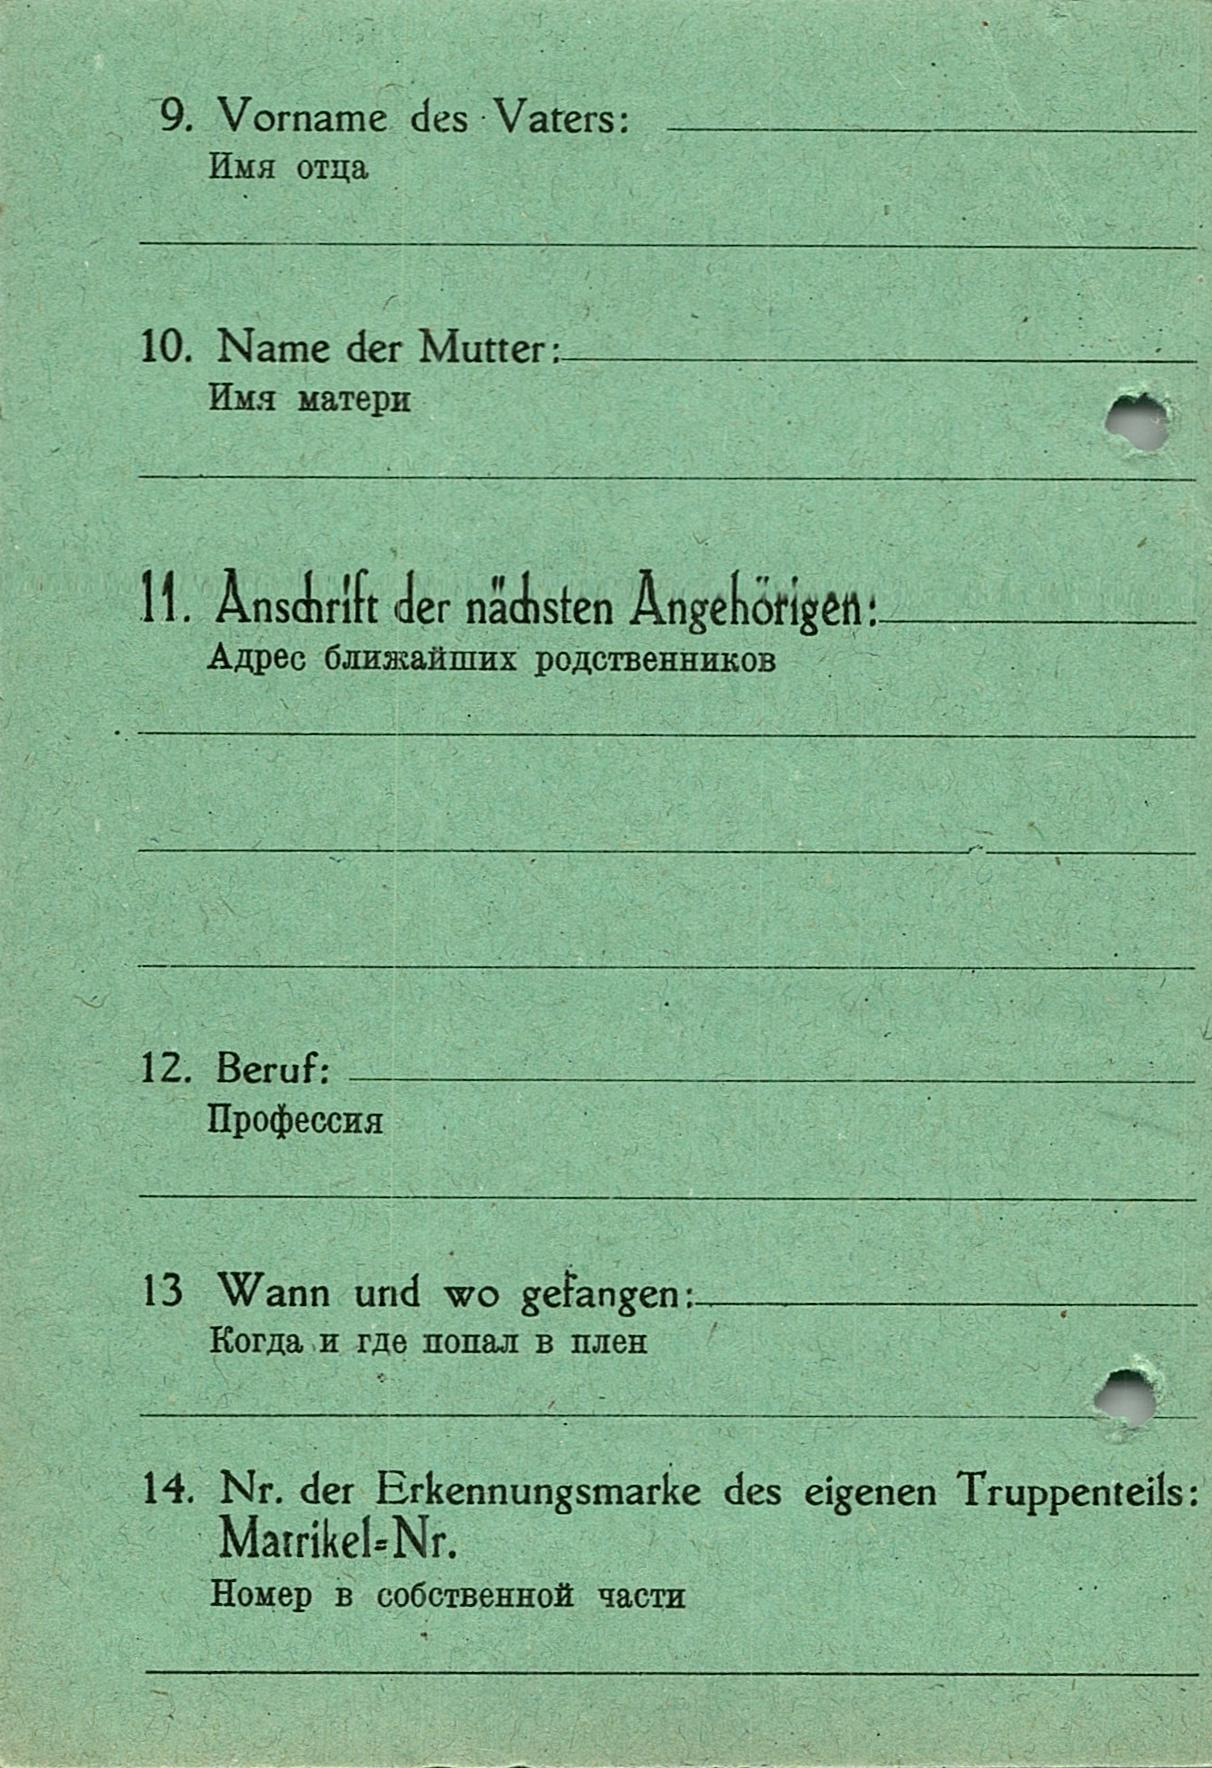 9. Vorname des Vaters:
Имя отца
10. Name der Mutter:
Имя матери
11. Anschrift der nächsten Angehörigen:
Адрес ближайших родственников
12. Beruf:
Профессия
13 Wann und wo gefangen:
Когда и где попал в плен
14. Nr. der Erkennungsmarke des eigenen Truppenteils:
Matrikel=Nr.
Номер в собственной части